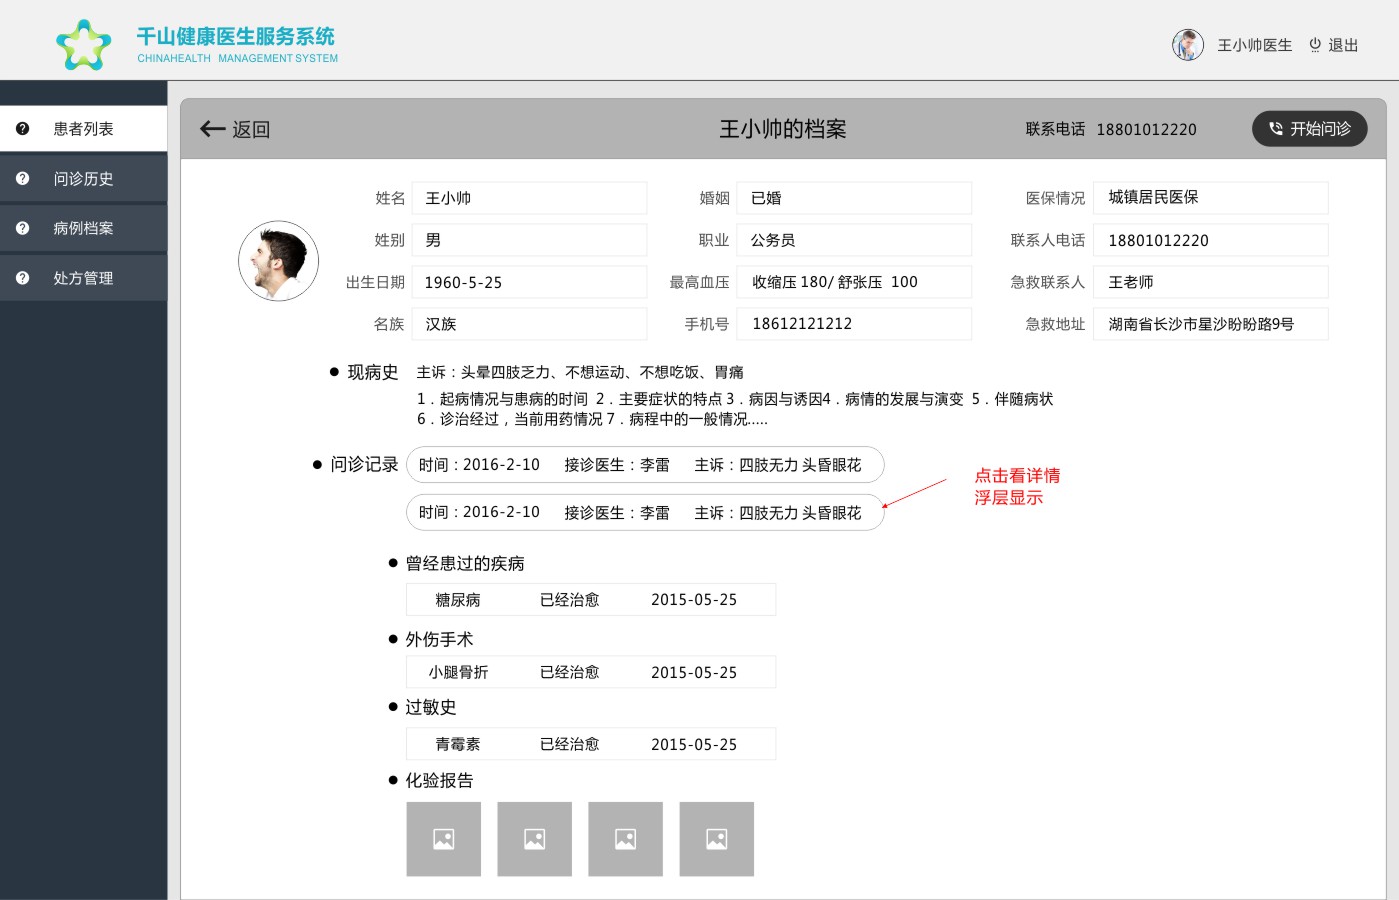 千山健康医生服务系统
CHINAHEALTH MANAGEMENT SYSTEM
王小帅医生 退出
患者列表
问诊历史
病例档案
处方管理
返回 王小帅的档案 联系电话 18801012220 开始问诊
姓名 王小帅 婚姻 已婚 医保情况 城镇居民医保
姓别 男 职业 公务员 联系人电话 18801012220
出生日期 1960-5-25 最高血压 收缩压 180/ 舒张压 100 急救联系人 王老师
名族 汉族 手机号 18612121212 急救地址 湖南省长沙市星沙盼盼路9号
现病史 主诉：头晕四肢乏力、不想运动、不想吃饭、胃痛
1．起病情况与患病的时间 2．主要症状的特点 3．病因与诱因4．病情的发展与演变 5．伴随病状
6．诊治经过，当前用药情况 7．病程中的一般情况.....
问诊记录 时间：2016-2-10 接诊医生：李雷 主诉：四肢无力 头昏眼花
时间：2016-2-10 接诊医生：李雷 主诉：四肢无力 头昏眼花
点击看详情
浮层显示
曾经患过的疾病
糖尿病 已经治愈 2015-05-25
外伤手术
小腿骨折 已经治愈 2015-05-25
过敏史
青霉素 已经治愈 2015-05-25
化验报告